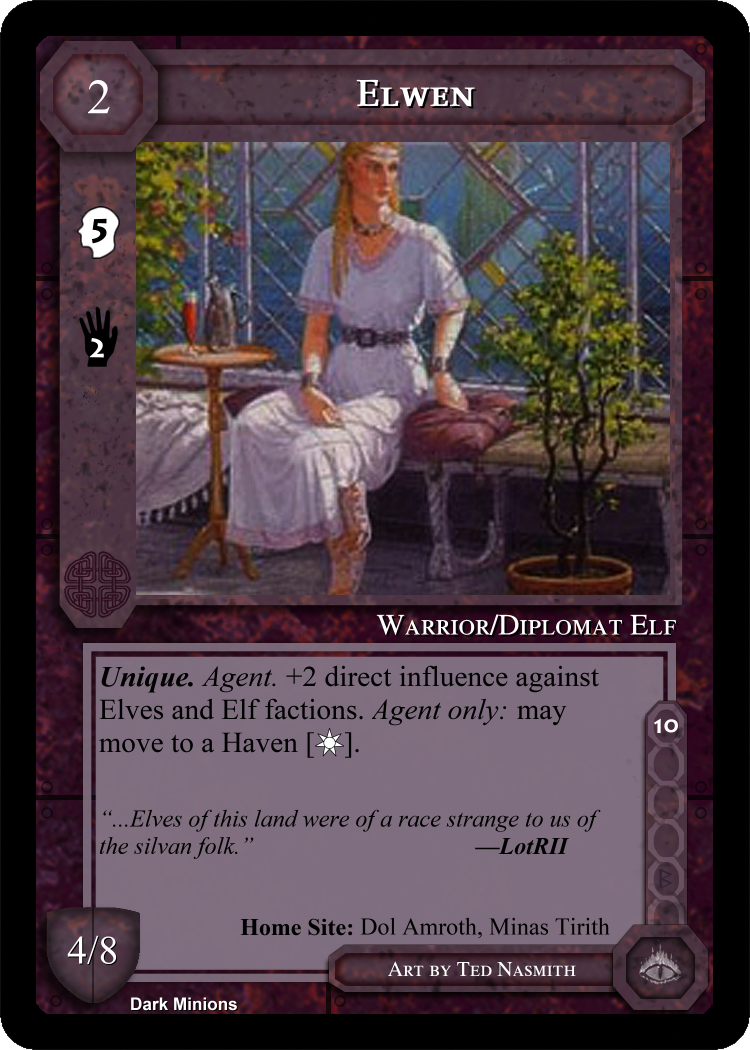 2
Elwen
5
2
Warrior/Diplomat Elf
Unique. Agent. +2 direct influence against
Elves and Elf factions. Agent only: may
move to a Haven [☼].
10
“...Elves of this land were of a race strange to us of
the silvan folk.” —LotRII
Home Site: Dol Amroth, Minas Tirith
4/8
Art by Ted Nasmith
Dark Minions